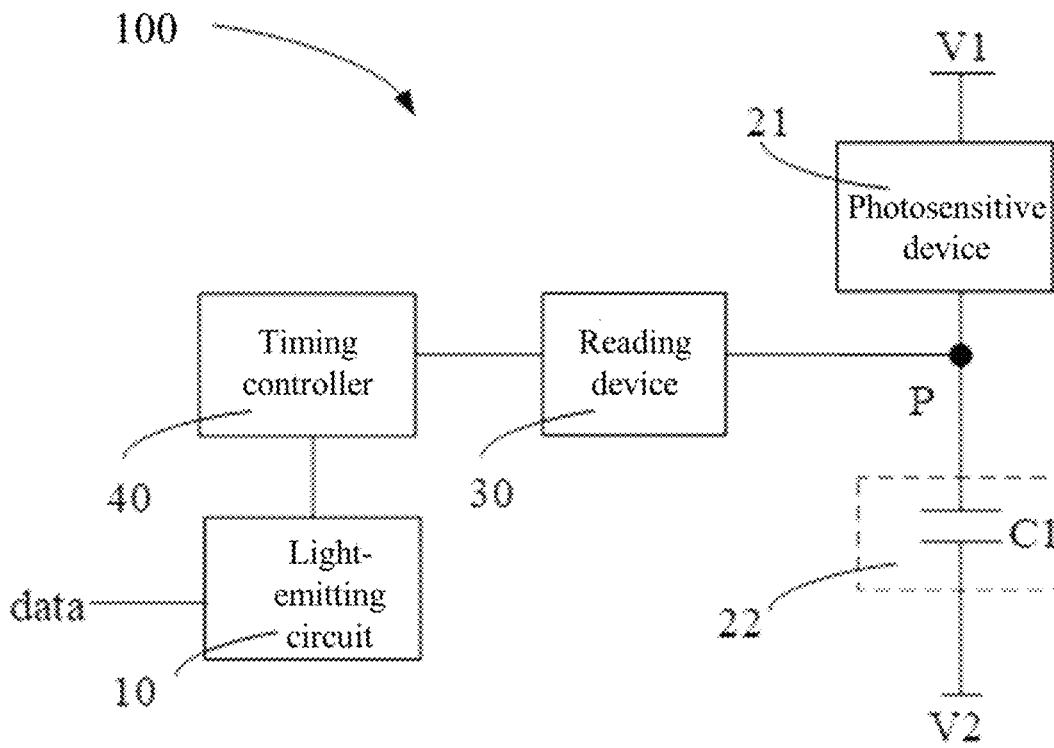 100
V1
21
Photosensitive
device
Timing
controller
Reading
device
P
40
30
C1
Light-
emitting
circuit
data
22
10
V2